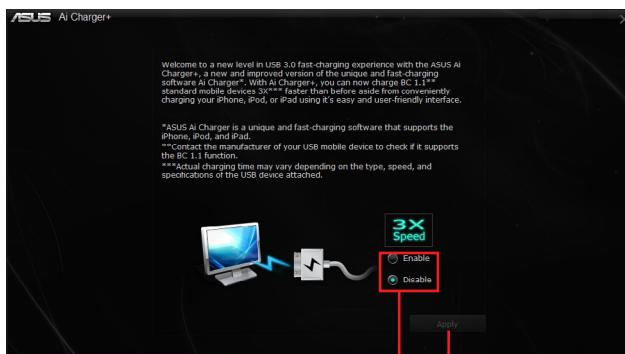 ASUS Ai Charger+
Welcome to a new level in USB 3.0 fast-charging experience with the ASUS Ai
Charger+, a new and improved version of the unique and fast-charging
software Ai Charger*. With Ai Charger+, you can now charge BC 1.1**
standard mobile devices 3X*** faster than before aside from conveniently
charging your iPhone, iPod, or iPad using it's easy and user-friendly interface.
*ASUS Ai Charger is a unique and fast-charging software that supports the
iPhone, iPod, and iPad.
**Contact the manufacturer of your USB mobile device to check if it supports
the BC 1.1 function.
***Actual charging time may vary depending on the type, speed, and
specifications of the USB device attached.
3X
Speed
Enable
Disable
Apply